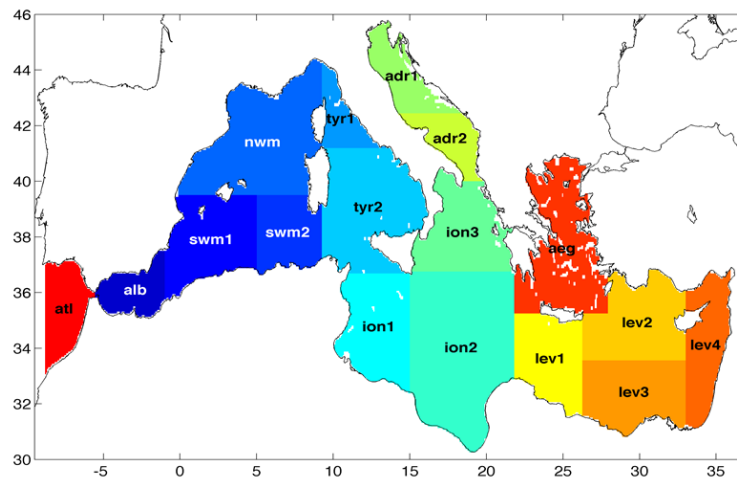 46
44
adr1
tyr1
42
nwm
adr2
40
tyr2
swm1
swm2
ion3
aeg
38
36
alb
atl
ion1
ion2
lev1
lev2
lev4
34
lev3
32
30
-5 0 5 10 15 20 25 30 35